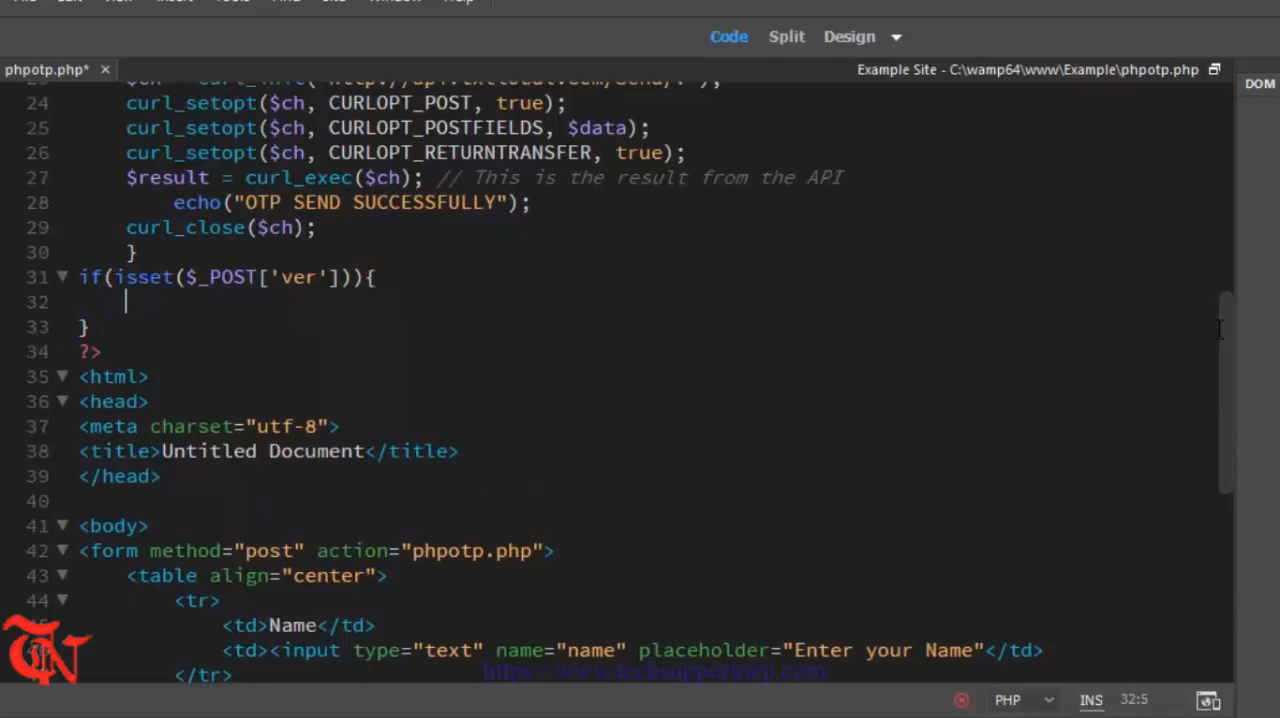 Code Split Design
phpotp.php* × Example Site - C:\wamp64\www\Example\phpotp.php
DOM
24 curl_setopt($ch, CURLOPT_POST, true);
25 curl_setopt($ch, CURLOPT_POSTFIELDS, $data);
26 curl_setopt($ch, CURLOPT_RETURNTRANSFER, true);
27 $result = curl_exec($ch); // This is the result from the API
28 echo("OTP SEND SUCCESSFULLY");
29 curl_close($ch);
30 }
31 if(isset($_POST['ver'])){
32
33 }
34 ?>
35 <html>
36 <head>
37 <meta charset="utf-8">
38 <title>Untitled Document</title>
39 </head>
40
41 <body>
42 <form method="post" action="phpotp.php">
43 <table align="center">
44 <tr>
<td>Name</td>
<td><input type="text" name="name" placeholder="Enter your Name"</td>
</tr>
https://www.techsupportnep.com
TN
PHP INS 32:5